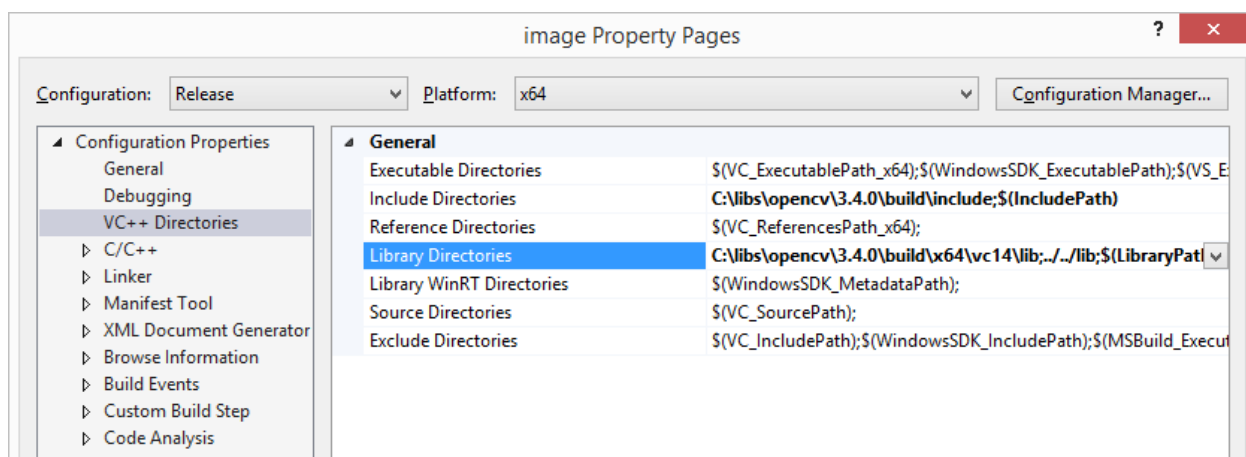 image Property Pages
? ×
Configuration: Release Platform: x64 Configuration Manager...
Configuration Properties
General
Debugging
VC++ Directories
C/C++
Linker
Manifest Tool
XML Document Generator
Browse Information
Build Events
Custom Build Step
Code Analysis
General
Executable Directories $(VC_ExecutablePath_x64);$(WindowsSDK_ExecutablePath);$(VS_E
Include Directories C:\libs\opencv\3.4.0\build\include;$(IncludePath)
Reference Directories $(VC_ReferencesPath_x64);
Library Directories C:\libs\opencv\3.4.0\build\x64\vc14\lib;../../lib;$(LibraryPat
Library WinRT Directories $(WindowsSDK_MetadataPath);
Source Directories $(VC_SourcePath);
Exclude Directories $(VC_IncludePath);$(WindowsSDK_IncludePath);$(MSBuild_Execut